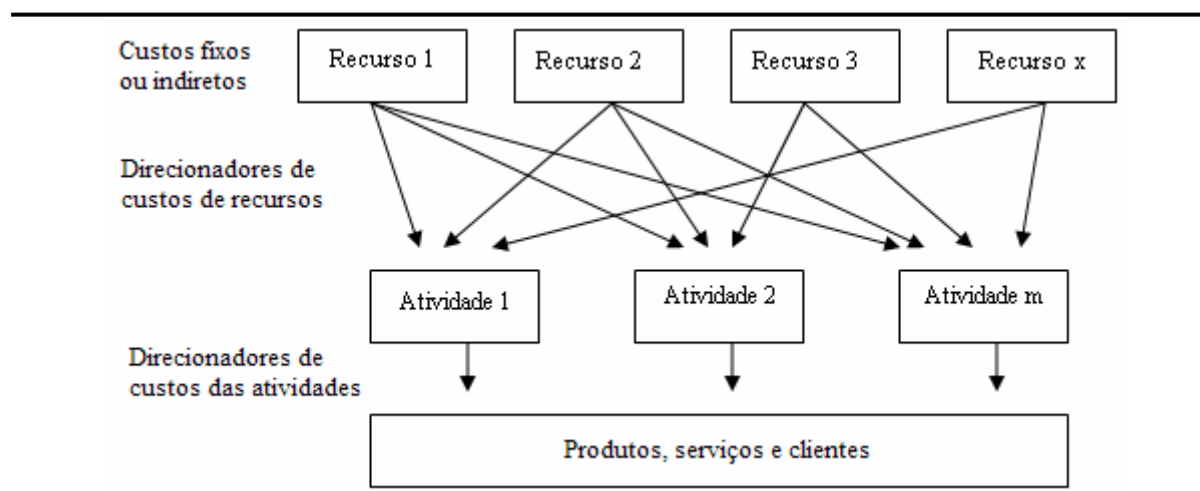 Custos fixos
ou indiretos
Recurso 1
Recurso 2
Recurso 3
Recurso x
Direcionadores de
custos de recursos
Atividade 1
Atividade 2
Atividade m
Direcionadores de
custos das atividades
Produtos, serviços e clientes